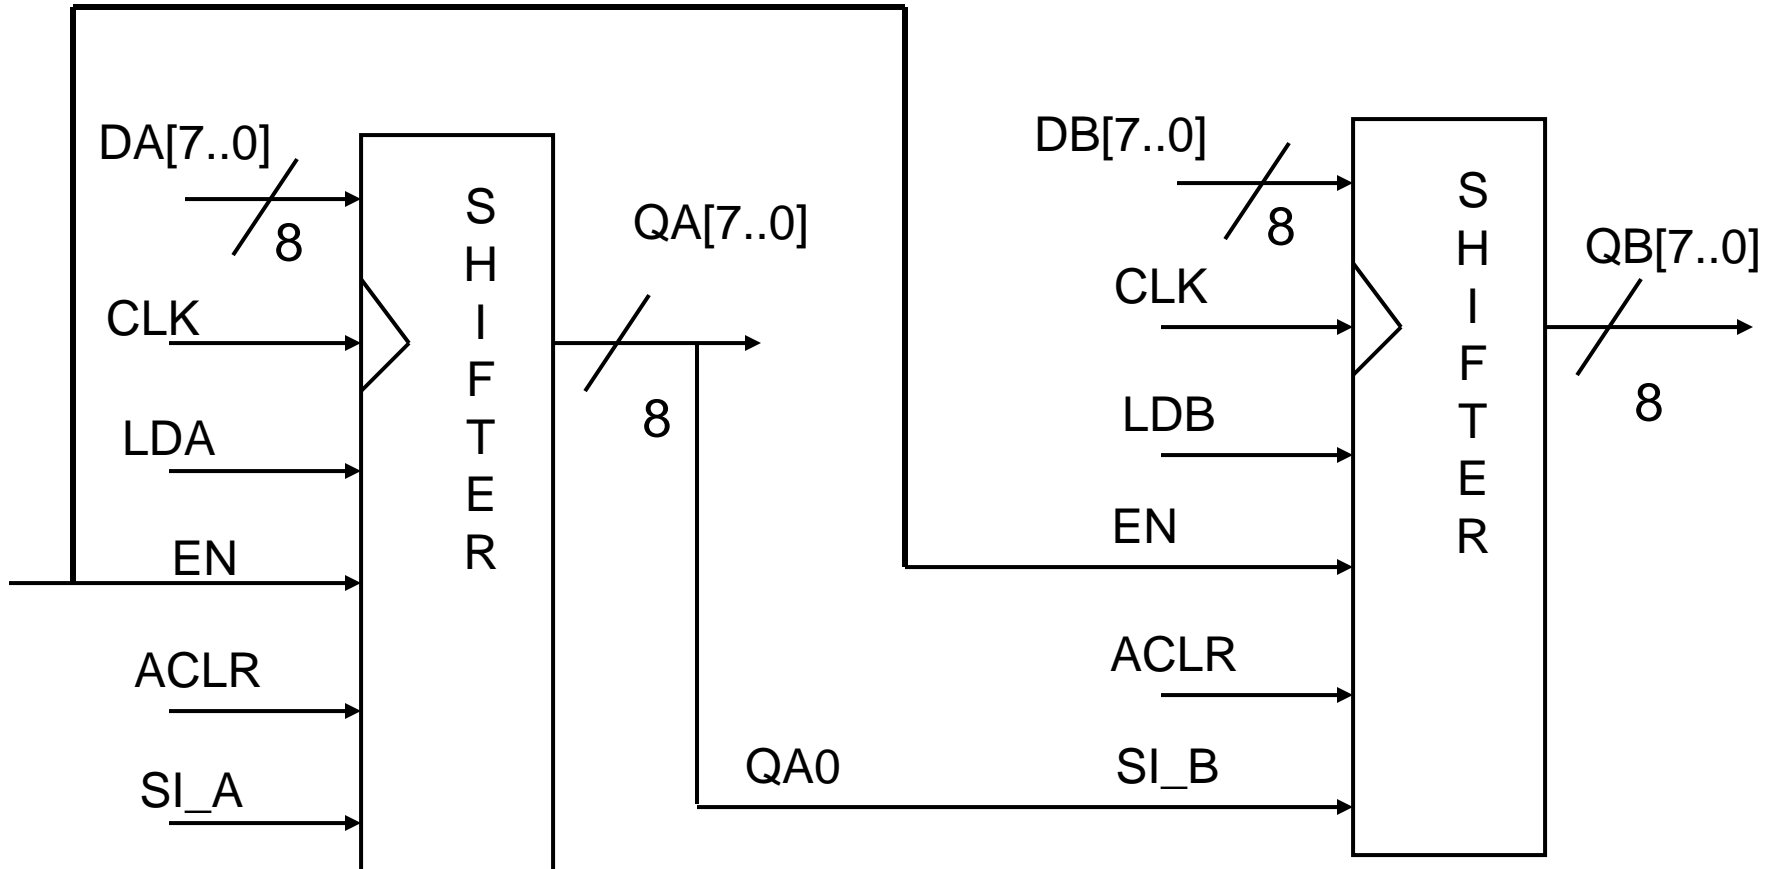 DA[7..0]
8
CLK
LDA
EN
ACLR
SI_A
S
H
I
F
T
E
R
QA[7..0]
8
QA0
DB[7..0]
8
CLK
LDB
EN
ACLR
SI_B
S
H
I
F
T
E
R
QB[7..0]
8